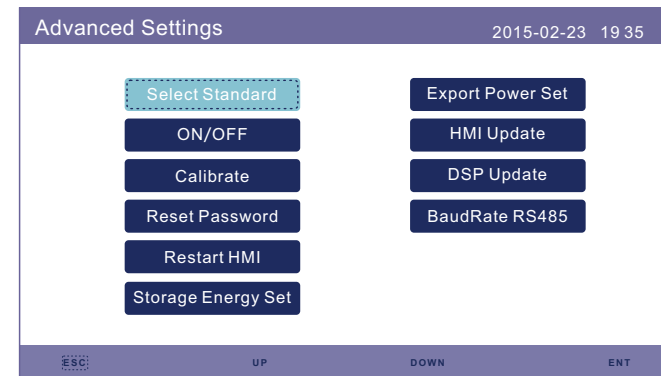 Advanced Settings 2015-02-23 19 35
Select Standard
ON/OFF
Calibrate
Reset Password
Restart HMI
Storage Energy Set
Export Power Set
HMI Update
DSP Update
BaudRate RS485
ESC UP DOWN ENT